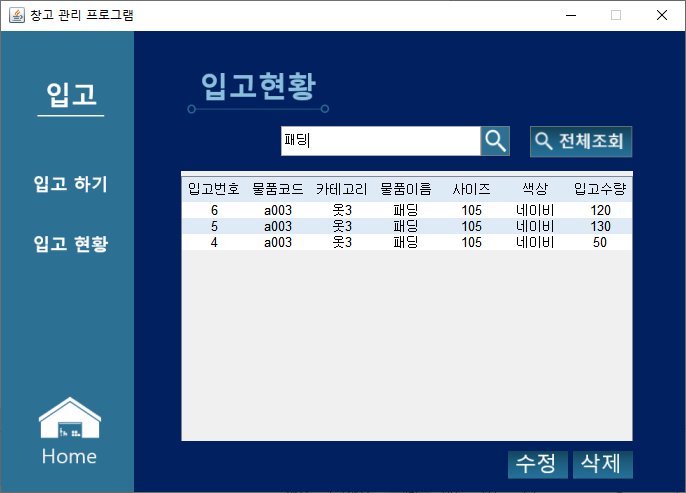 창고 관리 프로그램
입고
입고 하기
입고 현황
Home
입고현황
패딩
전체조회
입고번호 물품코드 카테고리 물품이름 사이즈 색상 입고수량
6 a003 옷3 패딩 105 네이비 120
5 a003 옷3 패딩 105 네이비 130
4 a003 옷3 패딩 105 네이비 50
수정 삭제